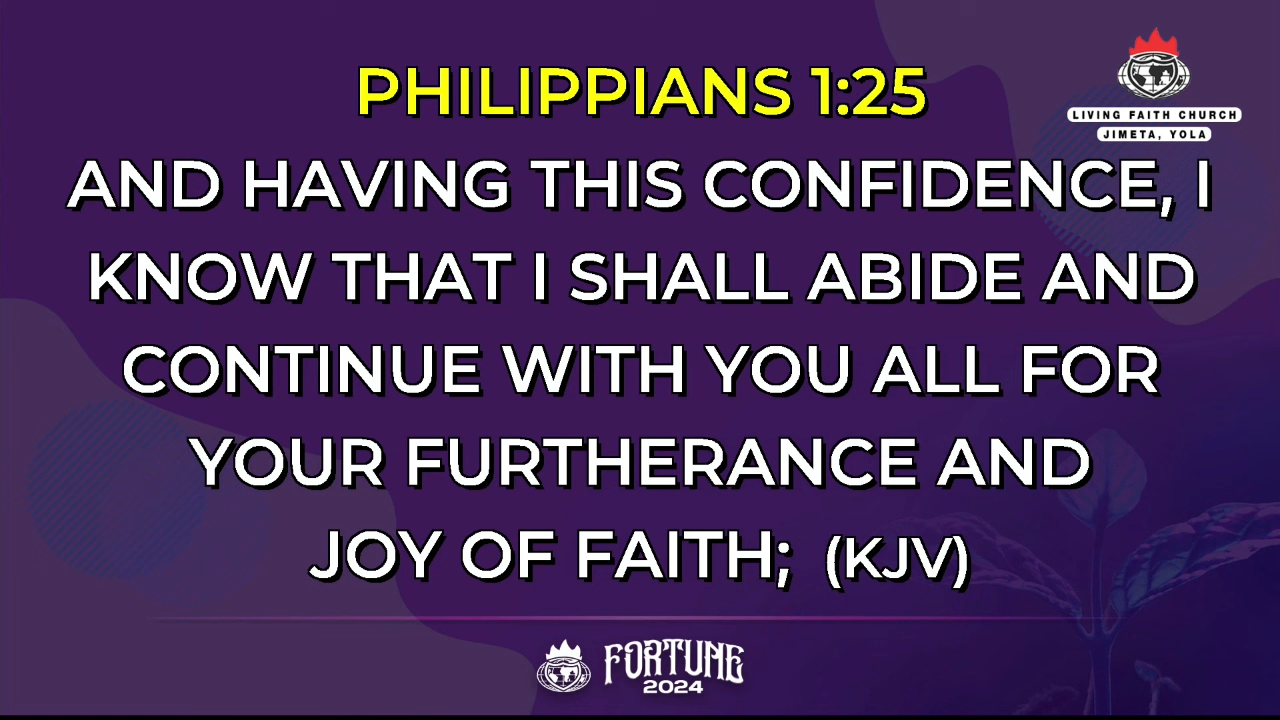 PHILIPPIANS 1:25
LIVING FAITH CHURCH
JIMETA, YOLA
AND HAVING THIS CONFIDENCE, I
KNOW THAT I SHALL ABIDE AND
CONTINUE WITH YOU ALL FOR
YOUR FURTHERANCE AND
JOY OF FAITH; (KJV)
FORTUNE
2024